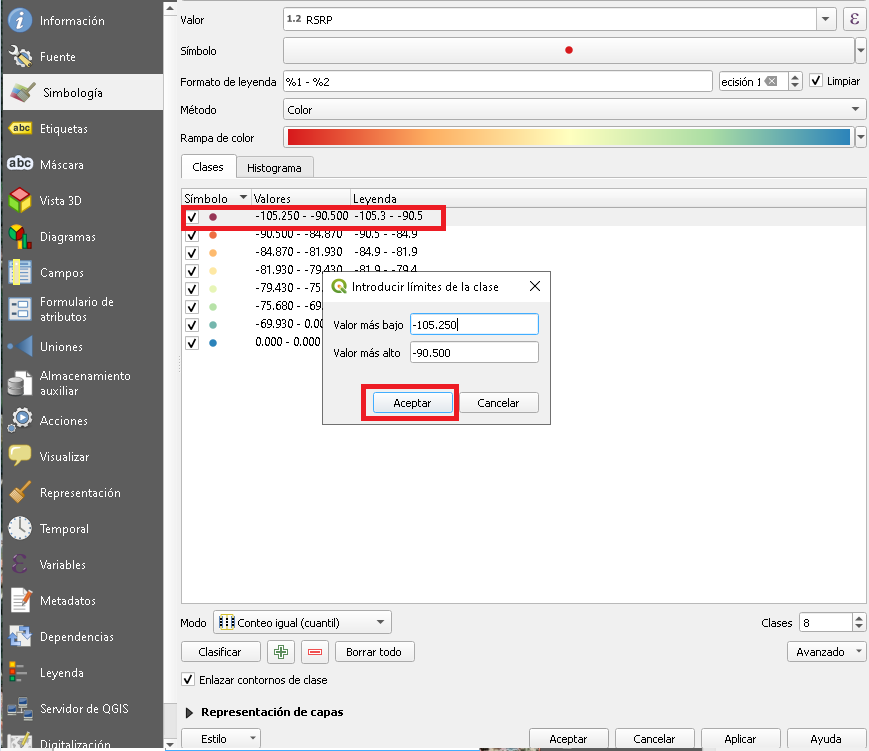 Información
Fuente
Simbología
abc Etiquetas
abc Máscara
Vista 3D
Diagramas
Campos
Formulario de
atributos
Uniones
Almacenamiento
auxiliar
Acciones
Visualizar
Representación
Temporal
Variables
Metadatos
Dependencias
Leyenda
Servidor de QGIS
Digitalización
Valor 1.2 RSRP ε
Símbolo
Formato de leyenda %1 - %2 ecisión 1 Limpiar
Método Color
Rampa de color
Clases Histograma
Símbolo Valores Leyenda
-105.250 - -90.500 -105.3 - -90.5
-90.500 - -84.870 -90.5 - -84.9
-84.870 - -81.930 -84.9 - -81.9
-81.930 - -79.430 -81.9 - -79.4
-79.430 - -75.
-75.680 - -69.
-69.930 - 0.00
0.000 - 0.000
Introducir límites de la clase
Valor más bajo -105.250
Valor más alto -90.500
Aceptar Cancelar
Modo Conteo igual (cuantil) Clases 8
Clasificar Borrar todo Avanzado
Enlazar contornos de clase
Representación de capas
Estilo Aceptar Cancelar Aplicar Ayuda